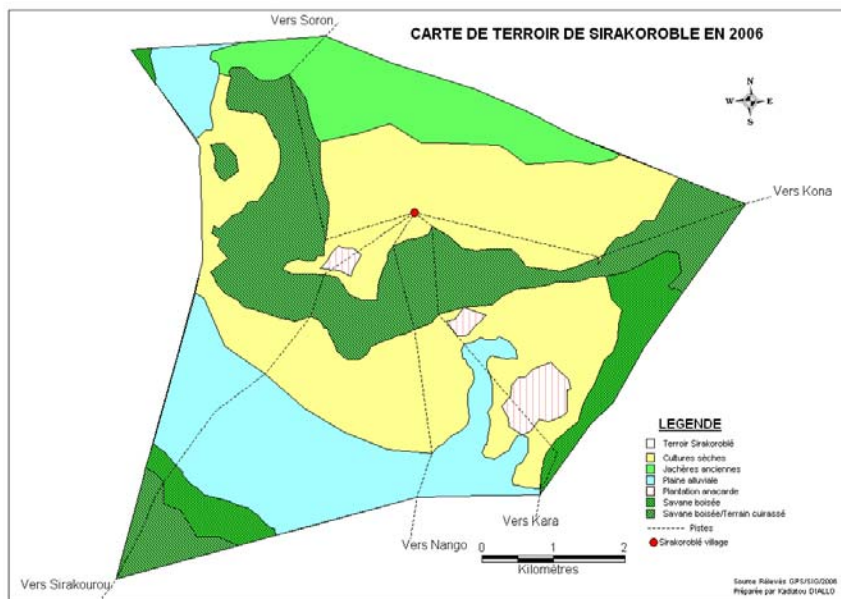 Vers Soron
CARTE DE TERROIR DE SIRAKOROBLE EN 2006
N
W E
S
Vers Kona
LEGENDE
Terroir Sirakoroblé
Cultures sèches
Jachères anciennes
Plaine alluviale
Plantation anacarde
Savane boisée
Savane boisée/Terrain cuirassé
Pistes
Sirakoroblé village
Vers Kara
Vers Nango
0 1 2
Kilomètres
Vers Sirakourou
Source Rélevés GPS/SIG/2006
Préparée par Kadiatou DIALLO